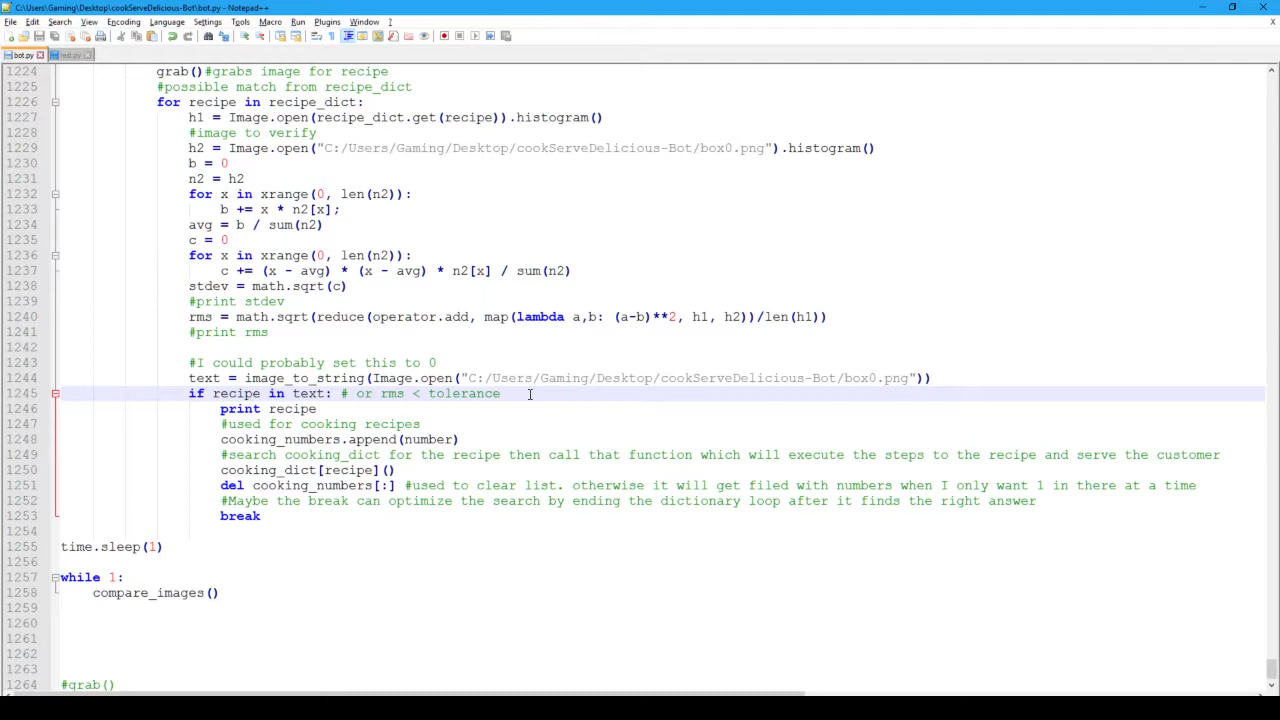 C:\Users\Gaming\Desktop\cookServeDelicious-Bot\bot.py - Notepad++
File Edit Search View Encoding Language Settings Tools Macro Run Plugins Window ?
bot.py test.py
1224 grab()#grabs image for recipe
1225 #possible match from recipe_dict
1226 for recipe in recipe_dict:
1227 h1 = Image.open(recipe_dict.get(recipe)).histogram()
1228 #image to verify
1229 h2 = Image.open("C:/Users/Gaming/Desktop/cookServeDelicious-Bot/box0.png").histogram()
1230 b = 0
1231 n2 = h2
1232 for x in xrange(0, len(n2)):
1233 b += x * n2[x];
1234 avg = b / sum(n2)
1235 c = 0
1236 for x in xrange(0, len(n2)):
1237 c += (x - avg) * (x - avg) * n2[x] / sum(n2)
1238 stdev = math.sqrt(c)
1239 #print stdev
1240 rms = math.sqrt(reduce(operator.add, map(lambda a,b: (a-b)**2, h1, h2))/len(h1))
1241 #print rms
1242
1243 #I could probably set this to 0
1244 text = image_to_string(Image.open("C:/Users/Gaming/Desktop/cookServeDelicious-Bot/box0.png"))
1245 if recipe in text: # or rms < tolerance
1246 print recipe
1247 #used for cooking recipes
1248 cooking_numbers.append(number)
1249 #search cooking_dict for the recipe then call that function which will execute the steps to the recipe and serve the customer
1250 cooking_dict[recipe]()
1251 del cooking_numbers[:] #used to clear list. otherwise it will get filed with numbers when I only want 1 in there at a time
1252 #Maybe the break can optimize the search by ending the dictionary loop after it finds the right answer
1253 break
1254
1255 time.sleep(1)
1256
1257 while 1:
1258 compare_images()
1259
1260
1261
1262
1263
1264 #grab()